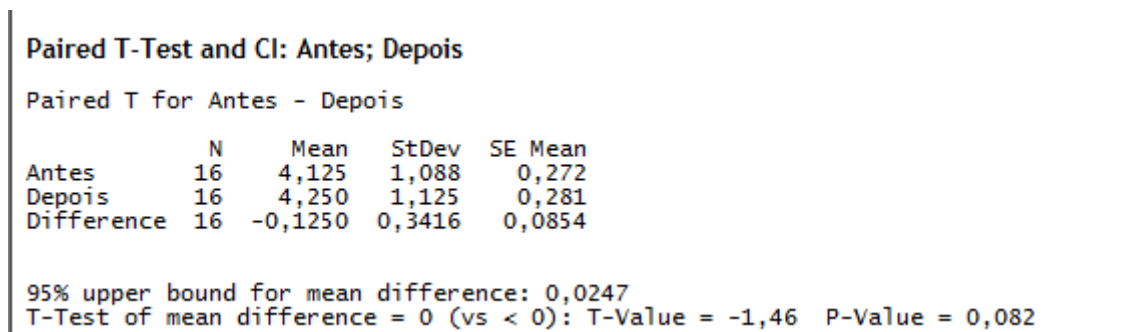 Paired T-Test and CI: Antes; Depois
Paired T for Antes - Depois
N Mean StDev SE Mean
Antes 16 4,125 1,088 0,272
Depois 16 4,250 1,125 0,281
Difference 16 -0,1250 0,3416 0,0854
95% upper bound for mean difference: 0,0247
T-Test of mean difference = 0 (vs < 0): T-Value = -1,46 P-Value = 0,082